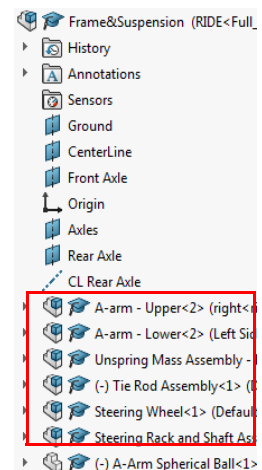 Frame&Suspension (RIDE<Full_
History
Annotations
Sensors
Ground
CenterLine
Front Axle
Origin
Axles
Rear Axle
CL Rear Axle
A-arm - Upper<2> (right<ri
A-arm - Lower<2> (Left Sid
Unspring Mass Assembly -
(-) Tie Rod Assembly<1> (D
Steering Wheel<1> (Defaul
Steering Rack and Shaft Ass
(-) A-Arm Spherical Ball<1>